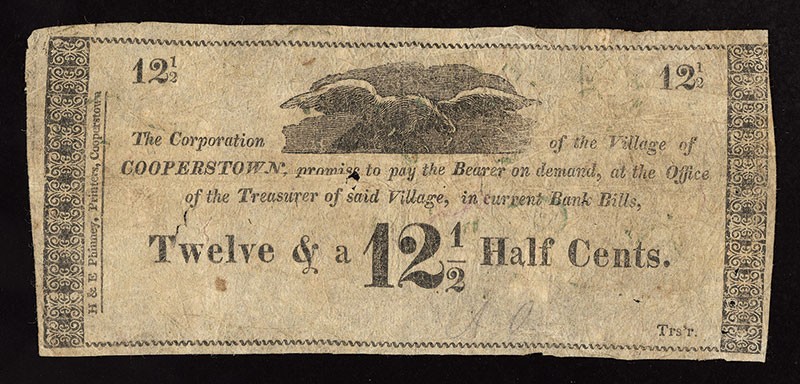 12½ 12½
The Corporation of the Village of
COOPERSTOWN, promise to pay the Bearer on demand, at the Office
of the Treasurer of said Village, in current Bank Bills,
Twelve & a 12½ Half Cents.
Trs'r.
H & E Phinney, Printers, Cooperstown